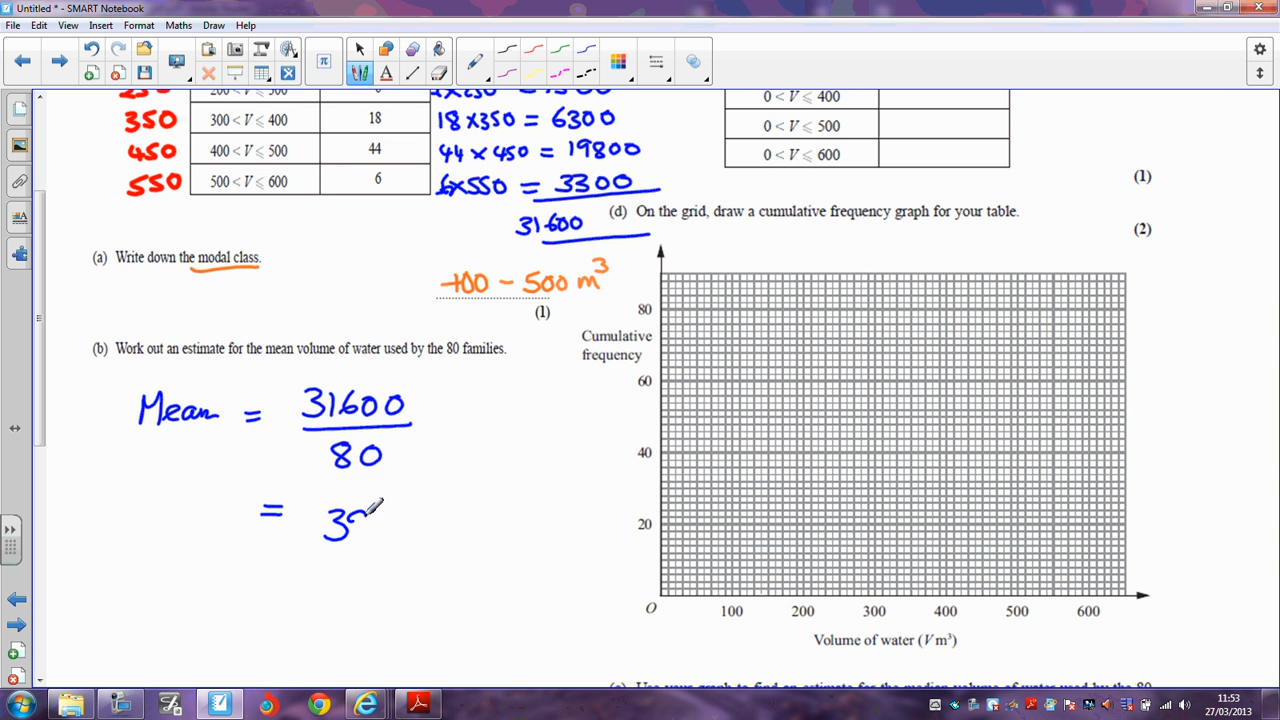 Untitled * - SMART Notebook
File Edit View Insert Format Maths Draw Help
350 300 < V ⩽ 400 18 18 x 350 = 6300
450 400 < V ⩽ 500 44 44 x 450 = 19800
550 500 < V ⩽ 600 6 6x550 = 3300
31600
0 < V ⩽ 400
0 < V ⩽ 500
0 < V ⩽ 600
(1)
(d) On the grid, draw a cumulative frequency graph for your table.
(2)
(a) Write down the modal class.
400 - 500 m³
(1)
(b) Work out an estimate for the mean volume of water used by the 80 families.
Mean = 31600
80
= 39
80
Cumulative
frequency
60
40
20
O 100 200 300 400 500 600
Volume of water (V m³)
11:53
27/03/2013